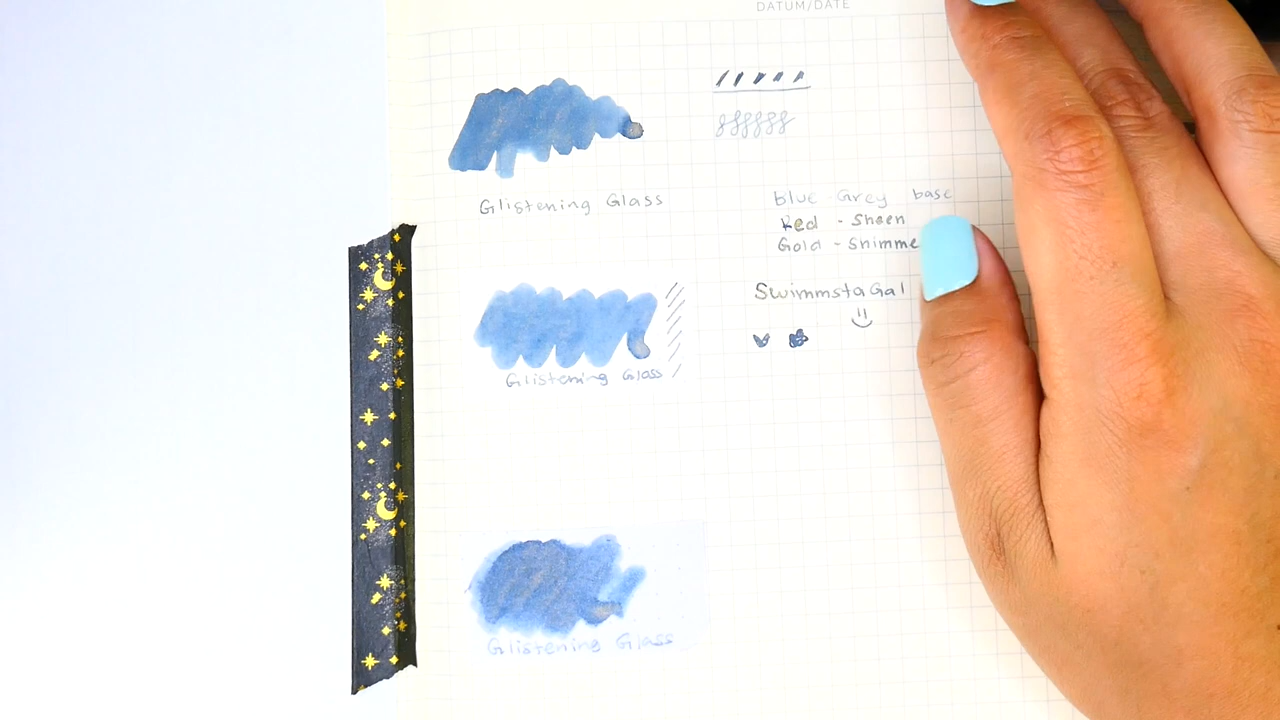 DATUM/DATE
Glistening Glass
blue-Grey base
Red - Sheen
Gold - Shimme
SwimmstaGal
Glistening Glass
Glistening Glass